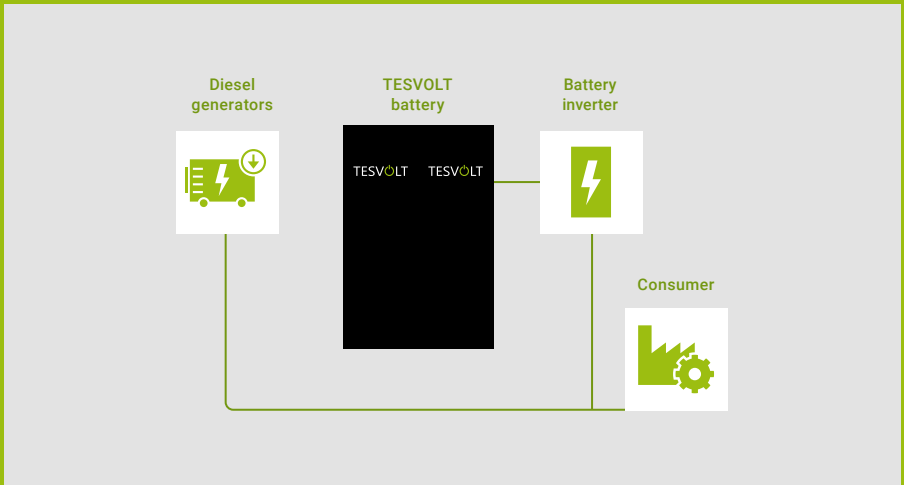 Diesel
generators
TESVOLT
battery
Battery
inverter
TESVOLT TESVOLT
Consumer